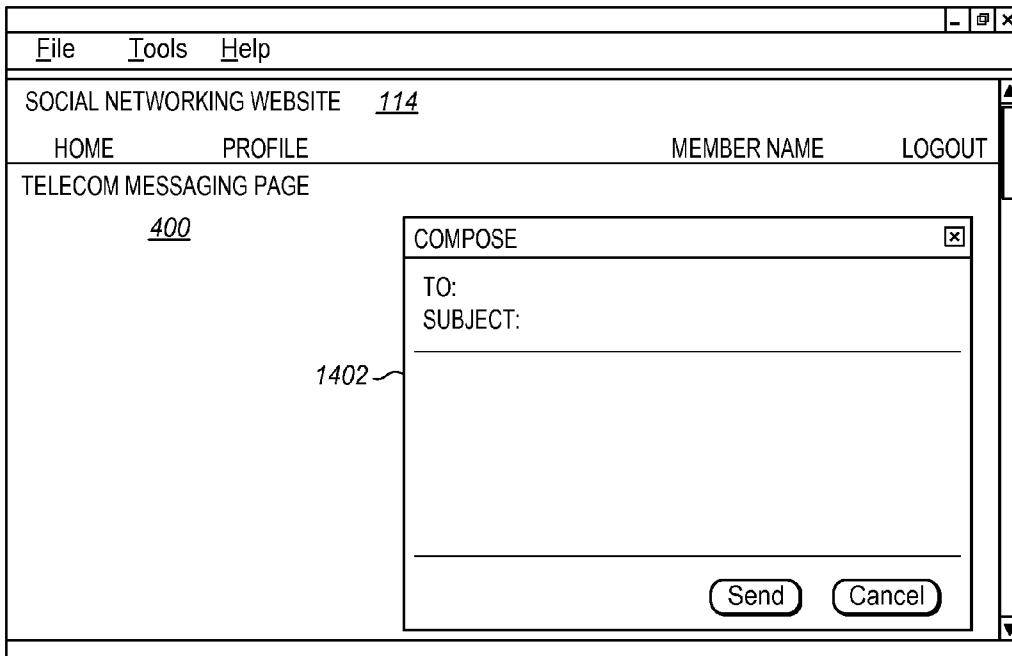 File Tools Help
SOCIAL NETWORKING WEBSITE 114
HOME PROFILE MEMBER NAME LOGOUT
TELECOM MESSAGING PAGE
400
COMPOSE
TO:
SUBJECT:
1402
Send Cancel